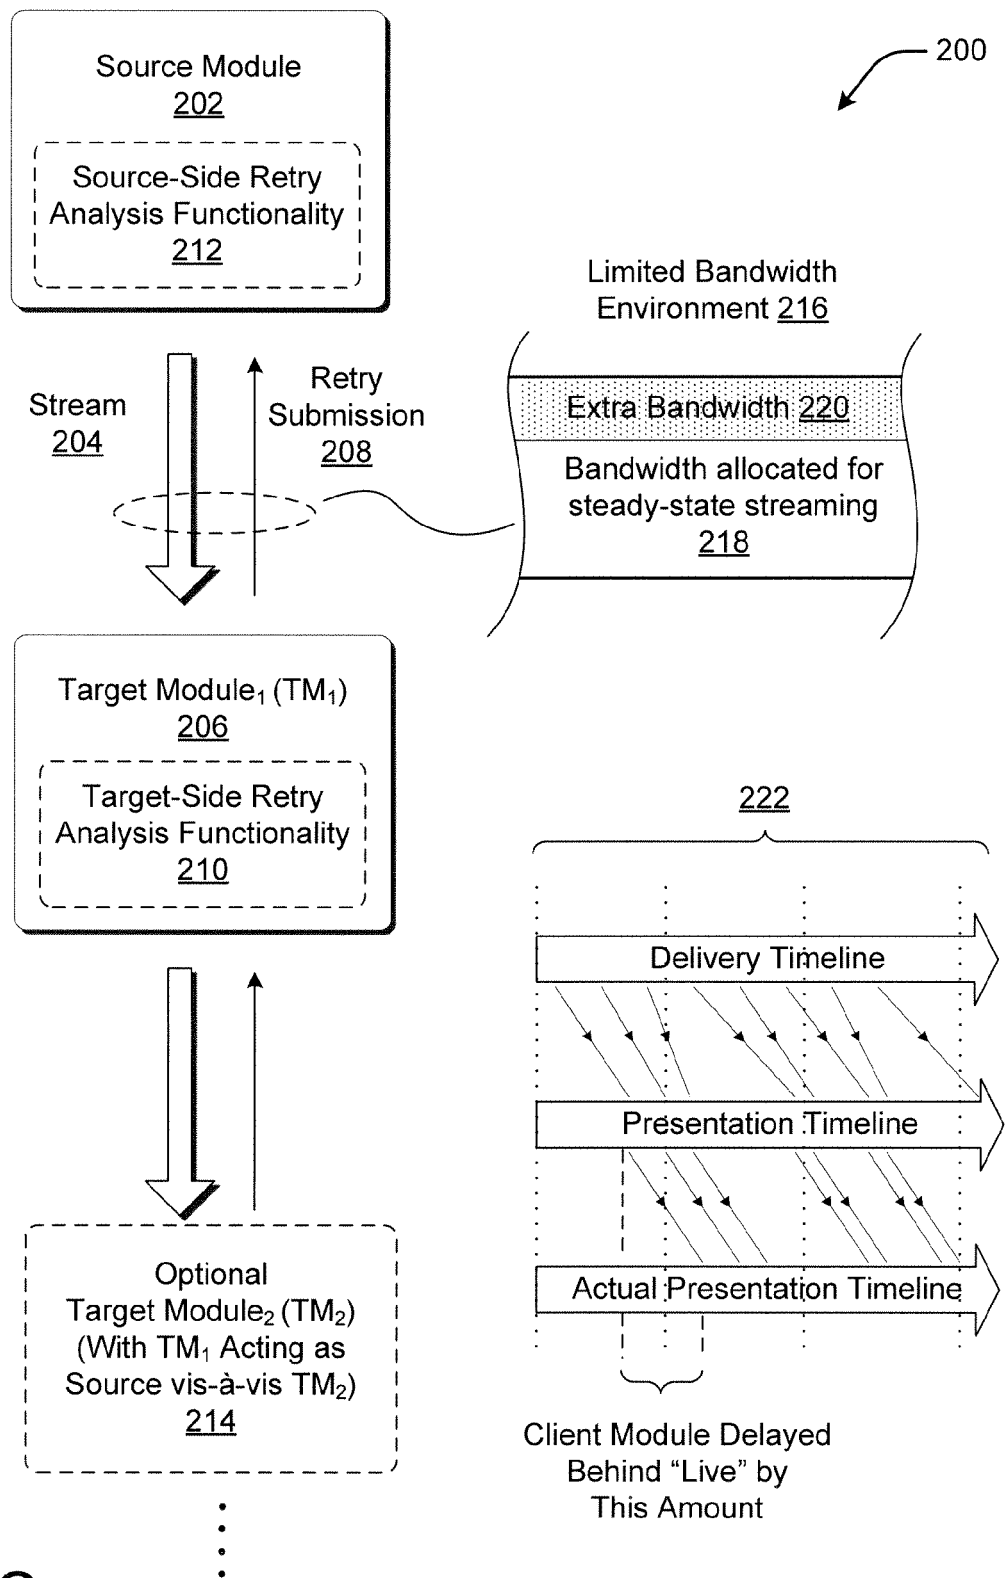 Source Module
202
Source-Side Retry
Analysis Functionality
212
200
Limited Bandwidth
Environment 216
Extra Bandwidth 220
Bandwidth allocated for
steady-state streaming
218
Stream
204
Retry
Submission
208
Target Module₁ (TM₁)
206
Target-Side Retry
Analysis Functionality
210
222
Delivery Timeline
Presentation Timeline
Actual Presentation Timeline
Client Module Delayed
Behind “Live” by
This Amount
Optional
Target Module₂ (TM₂)
(With TM₁ Acting as
Source vis-à-vis TM₂)
214